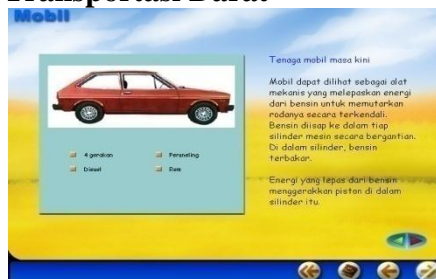 Transportasi Darat
Mobil
Tenaga mobil masa kini
Mobil dapat dilihat sebagai alat
mekanis yang melepaskan energi
dari bensin untuk memutarkan
rodanya secara terkendali.
Bensin diisap ke dalam tiap
silinder mesin secara bergantian.
Di dalam silinder, bensin
terbakar.
Energi yang lepas dari bensin
menggerakkan piston di dalam
silinder itu.
4 gerakan
Persneling
Diesel
Rem